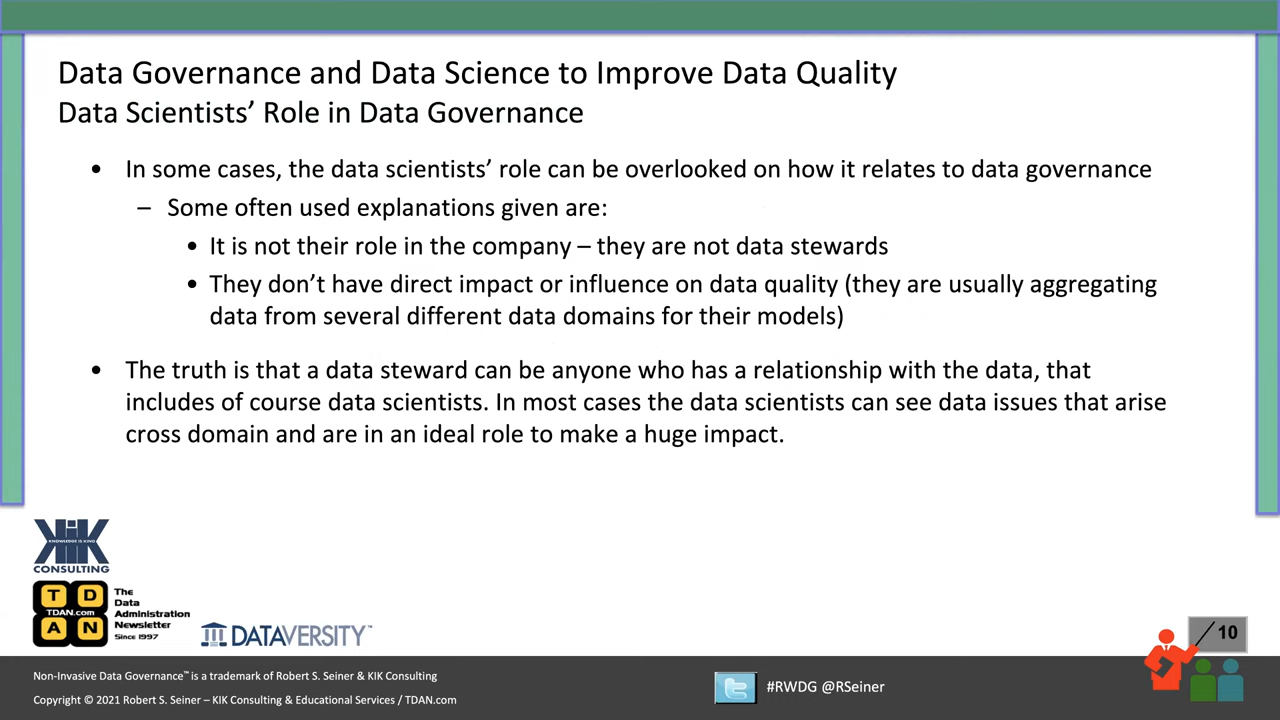 Data Governance and Data Science to Improve Data Quality
Data Scientists’ Role in Data Governance
• In some cases, the data scientists’ role can be overlooked on how it relates to data governance
– Some often used explanations given are:
• It is not their role in the company – they are not data stewards
• They don’t have direct impact or influence on data quality (they are usually aggregating
data from several different data domains for their models)
• The truth is that a data steward can be anyone who has a relationship with the data, that
includes of course data scientists. In most cases the data scientists can see data issues that arise
cross domain and are in an ideal role to make a huge impact.
KIK
KNOWLEDGE IS KING
CONSULTING
T D
TDAN.com
A N
The
Data
Administration
Newsletter
Since 1997
DATAVERSITY™
10
Non-Invasive Data Governance™ is a trademark of Robert S. Seiner & KIK Consulting
Copyright © 2021 Robert S. Seiner – KIK Consulting & Educational Services / TDAN.com
#RWDG @RSeiner